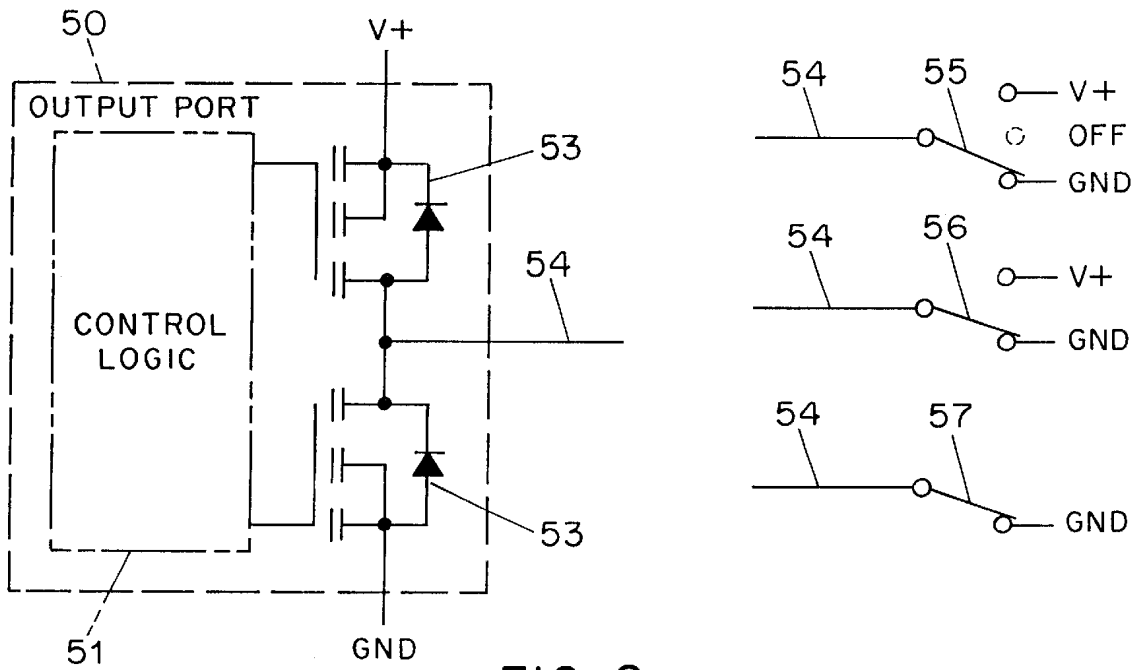 50
V+
OUTPUT PORT
53
54
CONTROL
LOGIC
53
51
GND
54
55
V+
OFF
GND
54
56
V+
GND
54
57
GND